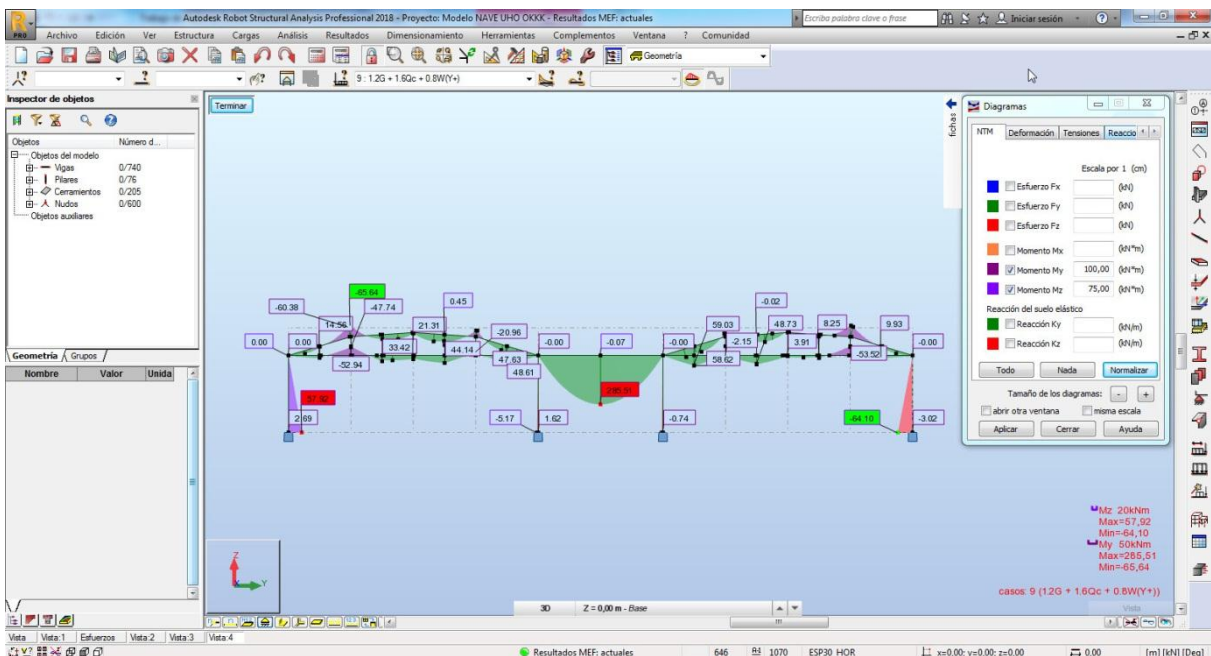 Autodesk Robot Structural Analysis Professional 2018 - Proyecto: Modelo NAVE UHO OKKK - Resultados MEF: actuales
Escriba palabra clave o frase
Iniciar sesión
PRO
Archivo Edición Ver Estructura Cargas Análisis Resultados Dimensionamiento Herramientas Complementos Ventana ? Comunidad
Geometría
9 : 1.2G + 1.6Qc + 0.8W(Y+)
Inspector de objetos
Objetos Número d...
Objetos del modelo
Vigas 0/740
Pilares 0/76
Cerramientos 0/205
Nudos 0/600
Objetos auxiliares
Geometría Grupos
Nombre Valor Unida
Terminar
fichas
Diagramas
NTM Deformación Tensiones Reaccio
Escala por 1 (cm)
Esfuerzo Fx (kN)
Esfuerzo Fy (kN)
Esfuerzo Fz (kN)
Momento Mx (kN*m)
Momento My 100,00 (kN*m)
Momento Mz 75,00 (kN*m)
Reacción del suelo elástico
Reacción Ky (kN/m)
Reacción Kz (kN/m)
Todo Nada Normalizar
Tamaño de los diagramas: - +
abrir otra ventana misma escala
Aplicar Cerrar Ayuda
-65.64
-60.38 -47.74 0.45 -0.02
14.56 21.31 -20.96 59.03 48.73 8.25 9.93
0.00 0.00 33.42 44.14 -0.00 -0.07 -0.00 -2.15 3.91 -0.00
-52.94 47.63 58.62 -53.52
48.61
57.92 285,51
2.69 -5.17 1.62 -0.74 -64.10 -3.02
Mz 20kNm
Max=57,92
Min=-64,10
My 50kNm
Max=285,51
Min=-65,64
casos: 9 (1.2G + 1.6Qc + 0.8W(Y+))
Z
X
Y
3D Z = 0,00 m - Base
Vista
Vista Vista:1 Esfuerzos Vista:2 Vista:3 Vista:4
Resultados MEF: actuales 646 1070 ESP30 HOR x=0.00; y=0.00; z=0.00 0.00 [m] [kN] [Deg]